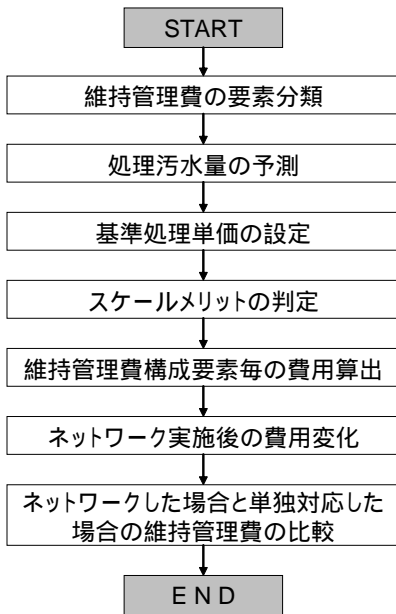 START
維持管理費の要素分類
処理汚水量の予測
基準処理単価の設定
スケールメリットの判定
維持管理費構成要素毎の費用算出
ネットワーク実施後の費用変化
ネットワークした場合と単独対応した
場合の維持管理費の比較
E N D